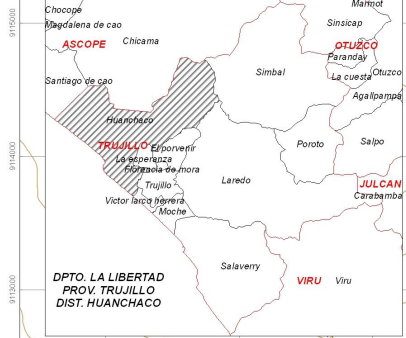 Chocope
Marmot
Magdalena de cao
Sinsicap
9115000
ASCOPE
Chicama
OTUZCO
Paranday
Simbal
La cuesta
Otuzco
Santiago de cao
Agallpampa
Huanchaco
TRUJILLO
El porvenir
Poroto
Salpo
9114000
La esperanza
Florencia de mora
Trujillo
Laredo
JULCAN
Carabamba
Victor larco herrera
Moche
Salaverry
VIRU
Viru
9113000
DPTO. LA LIBERTAD
PROV. TRUJILLO
DIST. HUANCHACO